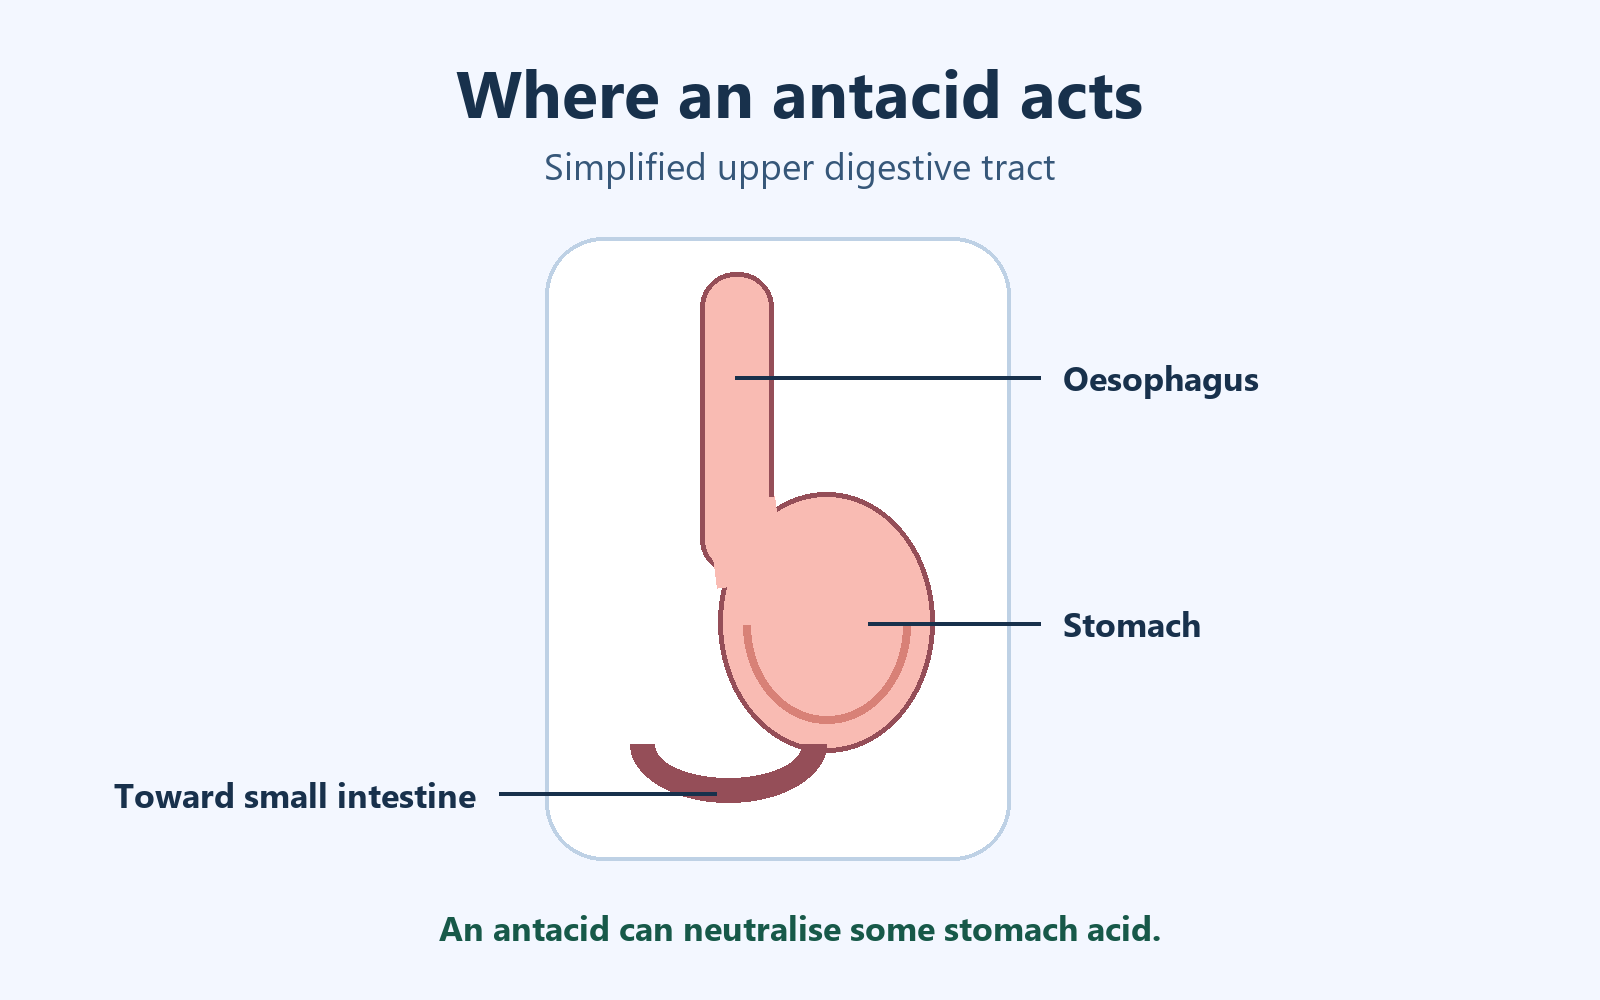 Where an antacid acts
Simplified upper digestive tract
Oesophagus
Stomach
Toward small intestine
An antacid can neutralise some stomach acid.